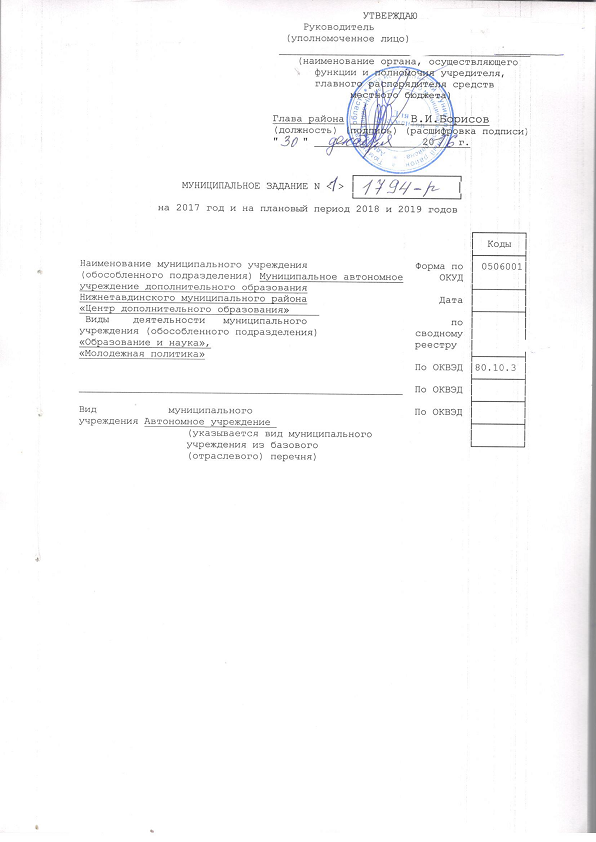 УТВЕРЖДАЮ
Руководитель
(уполномоченное лицо)
(наименование органа, осуществляющего
функции и полномочия учредителя,
главного распорядителя средств
местного бюджета)
Глава района В.И.Борисов
(должность) (подпись) (расшифровка подписи)
"30" декабря 2016 г.
МУНИЦИПАЛЬНОЕ ЗАДАНИЕ N <1> 1794-р
на 2017 год и на плановый период 2018 и 2019 годов
Коды
Наименование муниципального учреждения Форма по 0506001
(обособленного подразделения) Муниципальное автономное ОКУД
учреждение дополнительного образования
Нижнетавдинского муниципального района Дата
«Центр дополнительного образования»
Виды деятельности муниципального по
учреждения (обособленного подразделения) сводному
«Образование и наука», реестру
«Молодежная политика»
По ОКВЭД 80.10.3
По ОКВЭД
Вид муниципального По ОКВЭД
учреждения Автономное учреждение
(указывается вид муниципального
учреждения из базового
(отраслевого) перечня)